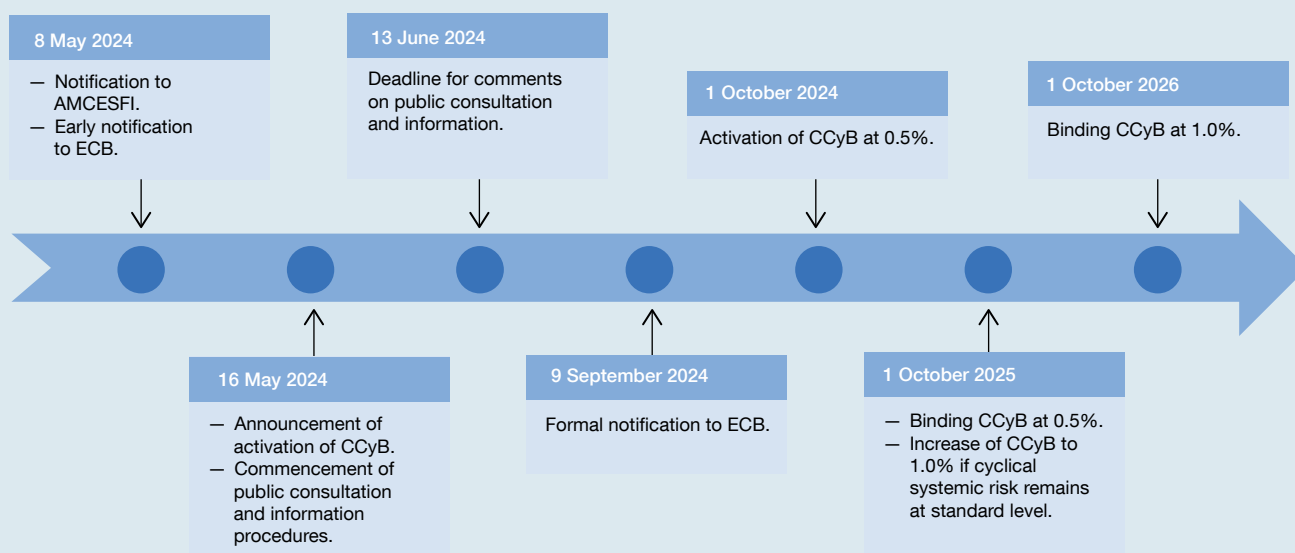 8 May 2024
— Notification to
AMCESFI.
— Early notification
to ECB.
16 May 2024
— Announcement of
activation of CCyB.
— Commencement of
public consultation
and information
procedures.
13 June 2024
Deadline for comments
on public consultation
and information.
9 September 2024
Formal notification to ECB.
1 October 2024
Activation of CCyB at 0.5%.
1 October 2025
— Binding CCyB at 0.5%.
— Increase of CCyB to
1.0% if cyclical
systemic risk remains
at standard level.
1 October 2026
Binding CCyB at 1.0%.